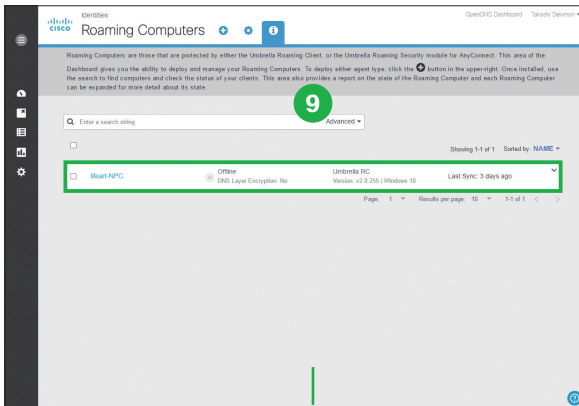 Identities
OpenDNS Dashboard Takashi Sekimori
cisco
Roaming Computers
Roaming Computers are those that are protected by either the Umbrella Roaming Client, or the Umbrella Roaming Security module for AnyConnect. This area of the
Dashboard gives you the ability to deploy and manage your Roaming Computers. To deploy either agent type, click the button in the upper-right. Once installed, use
the search to find computers and check the status of your clients. This area also provides a report on the state of the Roaming Computer and each Roaming Computer
can be expanded for more detail about its state.
9
Enter a search string
Advanced
Showing 1-1 of 1 Sorted by: NAME
lifeart-NPC
Offline
DNS Layer Encryption: No
Umbrella RC
Version: v2.0.255 | Windows 10
Last Sync: 3 days ago
Page: 1 Results per page: 10 1-1 of 1 < >